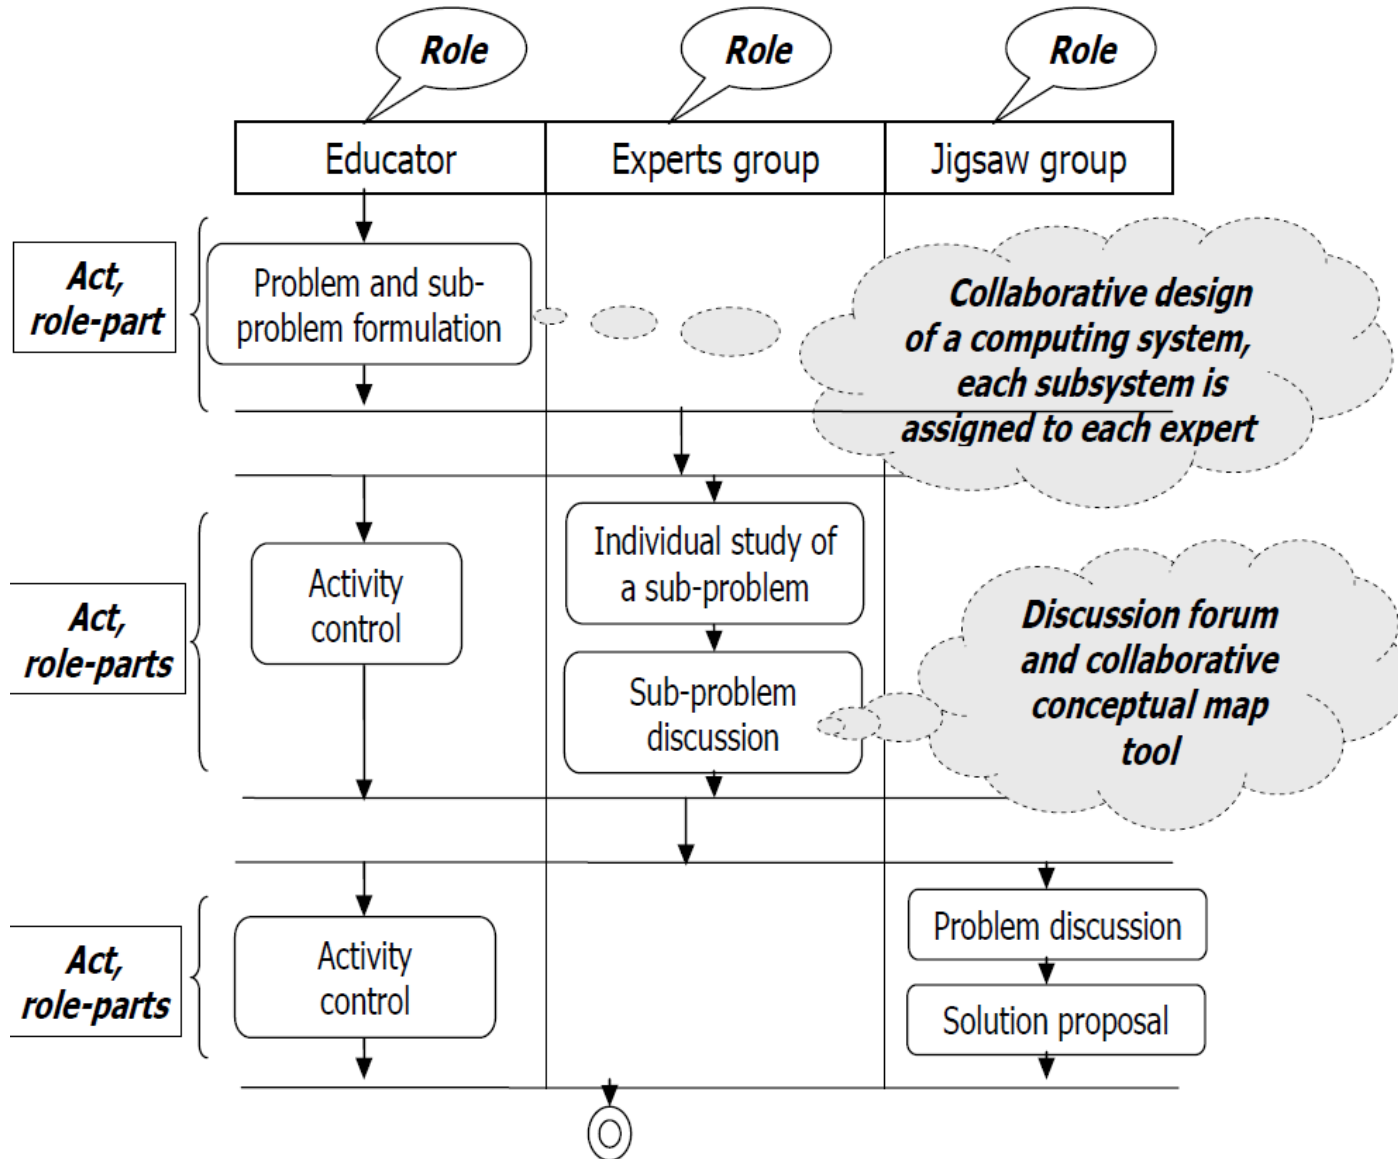 Role
Role
Role
Educator
Experts group
Jigsaw group
Act,
role-part
Problem and sub-
problem formulation
Collaborative design
of a computing system,
each subsystem is
assigned to each expert
Act,
role-parts
Activity
control
Individual study of
a sub-problem
Sub-problem
discussion
Discussion forum
and collaborative
conceptual map
tool
Act,
role-parts
Activity
control
Problem discussion
Solution proposal